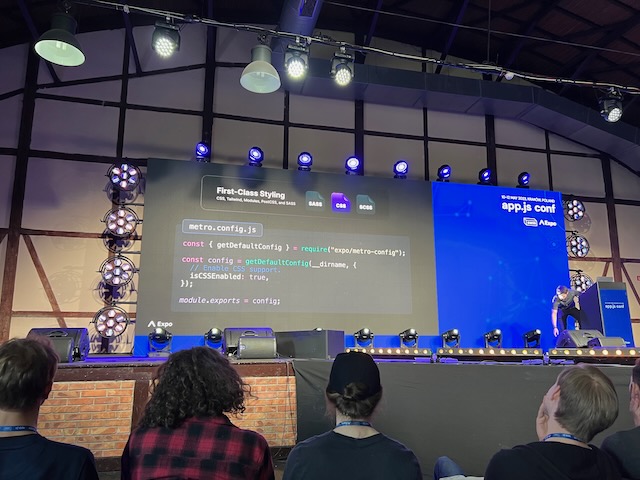 First-Class Styling
CSS, Tailwind, Modules, PostCSS, and SASS
SASS
CSS
SCSS
metro.config.js
const { getDefaultConfig } = require("expo/metro-config");
const config = getDefaultConfig(__dirname, {
// Enable CSS support.
isCSSEnabled: true,
});
module.exports = config;
Expo
app.js conf
Expo